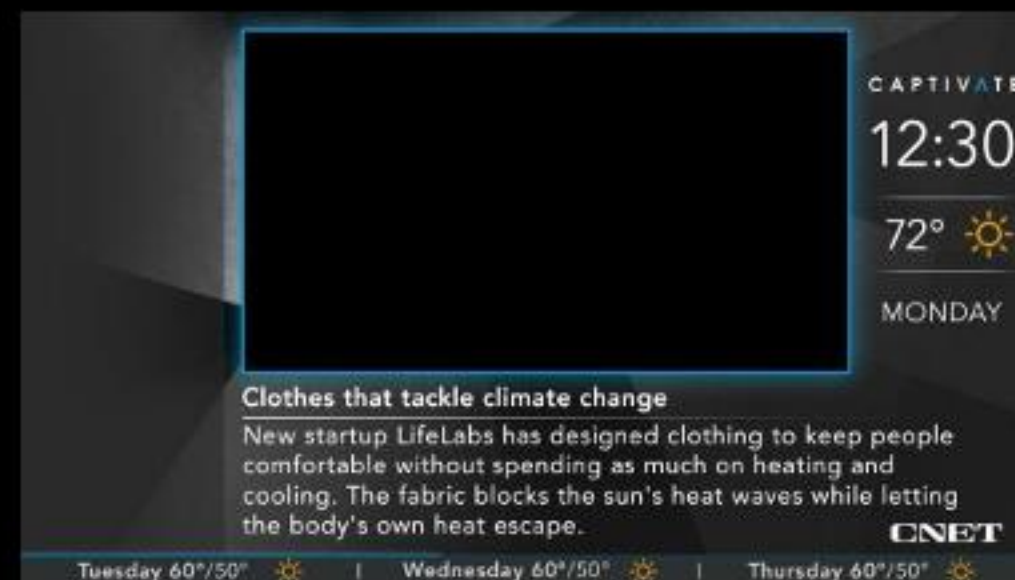 CAPTIVATE
12:30
72°
MONDAY
Clothes that tackle climate change
New startup LifeLabs has designed clothing to keep people
comfortable without spending as much on heating and
cooling. The fabric blocks the sun's heat waves while letting
the body's own heat escape.
CNET
Tuesday 60°/50° | Wednesday 60°/50° | Thursday 60°/50°